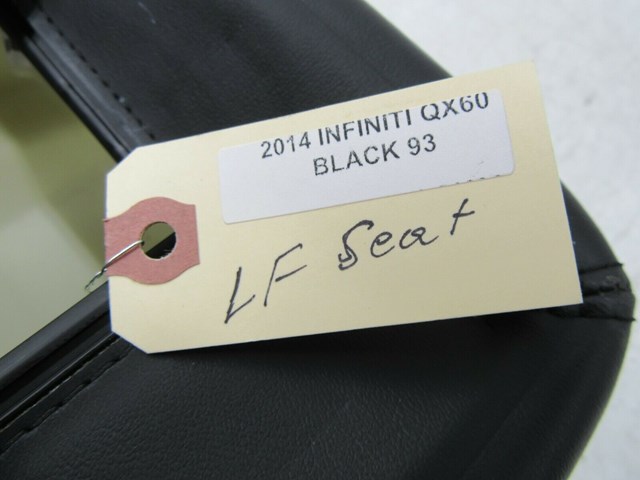 2014 INFINITI QX60
BLACK 93
LF Seat